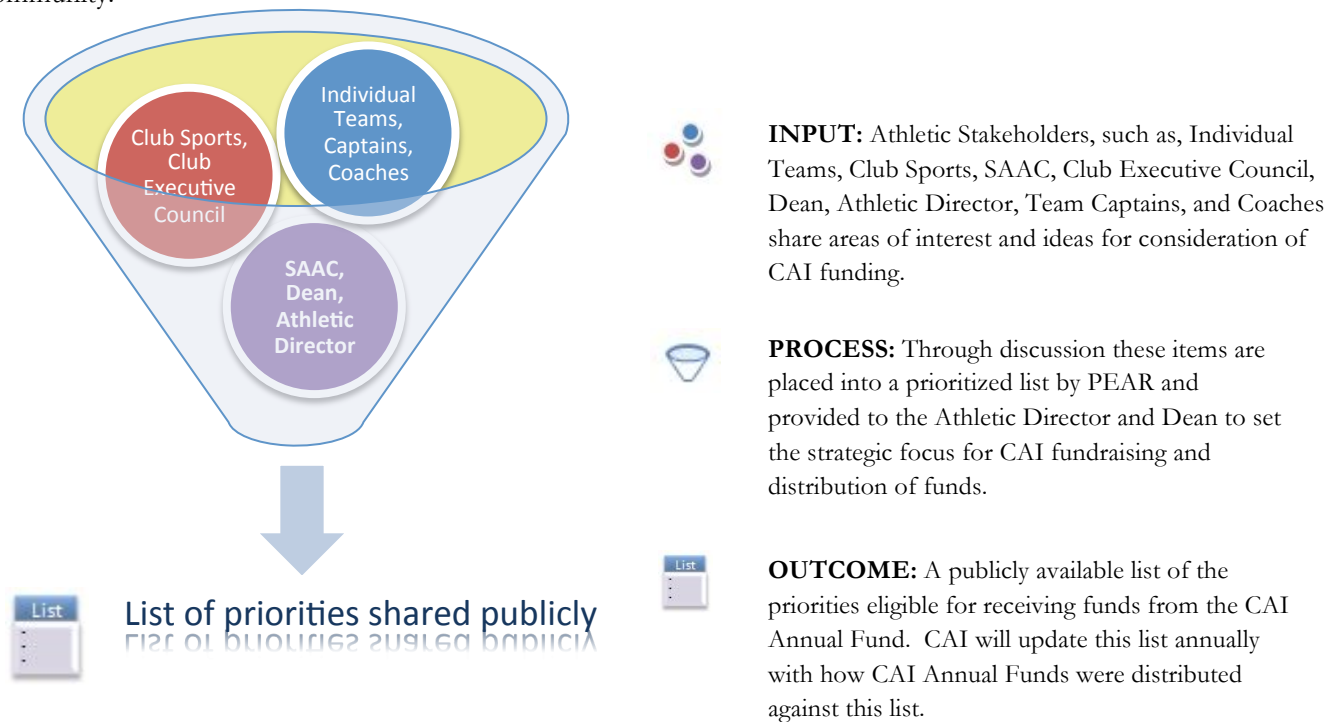 Club Sports,
Club
Executive
Council
Individual
Teams,
Captains,
Coaches
SAAC,
Dean,
Athletic
Director
List
List of priorities shared publicly
INPUT: Athletic Stakeholders, such as, Individual
Teams, Club Sports, SAAC, Club Executive Council,
Dean, Athletic Director, Team Captains, and Coaches
share areas of interest and ideas for consideration of
CAI funding.
PROCESS: Through discussion these items are
placed into a prioritized list by PEAR and
provided to the Athletic Director and Dean to set
the strategic focus for CAI fundraising and
distribution of funds.
List
OUTCOME: A publicly available list of the
priorities eligible for receiving funds from the CAI
Annual Fund.  CAI will update this list annually
with how CAI Annual Funds were distributed
against this list.